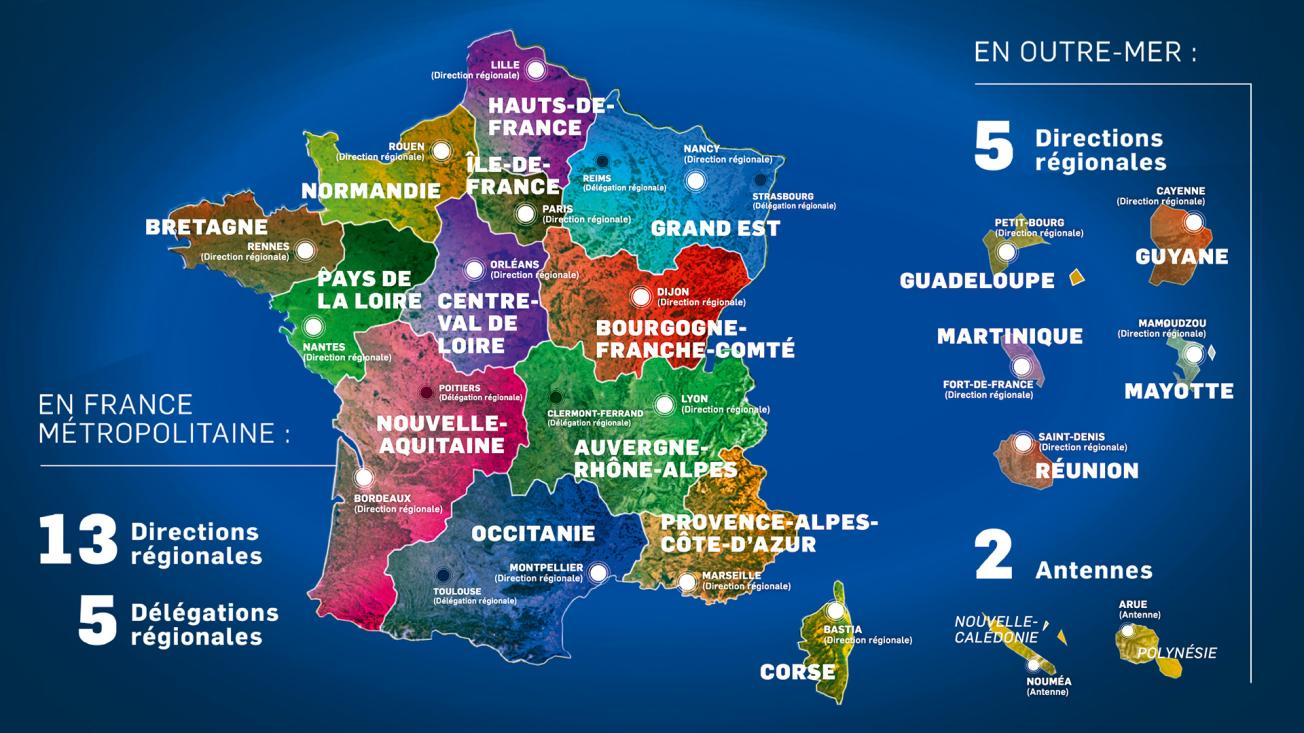 LILLE
(Direction régionale)
HAUTS-DE-
FRANCE
ROUEN
(Direction régionale)
NORMANDIE
ÎLE-DE-
FRANCE
PARIS
(Direction régionale)
REIMS
(Délégation régionale)
NANCY
(Direction régionale)
STRASBOURG
(Délégation régionale)
GRAND EST
BRETAGNE
RENNES
(Direction régionale)
PAYS DE
LA LOIRE
NANTES
(Direction régionale)
ORLÉANS
(Direction régionale)
CENTRE-
VAL DE
LOIRE
DIJON
(Direction régionale)
BOURGOGNE-
FRANCHE-COMTÉ
POITIERS
(Délégation régionale)
NOUVELLE-
AQUITAINE
BORDEAUX
(Direction régionale)
CLERMONT-FERRAND
(Délégation régionale)
LYON
(Direction régionale)
AUVERGNE-
RHÔNE-ALPES
OCCITANIE
MONTPELLIER
(Direction régionale)
TOULOUSE
(Délégation régionale)
PROVENCE-ALPES-
CÔTE-D'AZUR
MARSEILLE
(Direction régionale)
BASTIA
(Direction régionale)
CORSE
EN FRANCE
MÉTROPOLITAINE :
13 Directions
régionales
5 Délégations
régionales
EN OUTRE-MER :
5 Directions
régionales
PETIT-BOURG
(Direction régionale)
GUADELOUPE
CAYENNE
(Direction régionale)
GUYANE
MARTINIQUE
FORT-DE-FRANCE
(Direction régionale)
MAMOUDZOU
(Direction régionale)
MAYOTTE
SAINT-DENIS
(Direction régionale)
RÉUNION
2 Antennes
NOUVELLE-
CALÉDONIE
NOUMÉA
(Antenne)
ARUE
(Antenne)
POLYNÉSIE